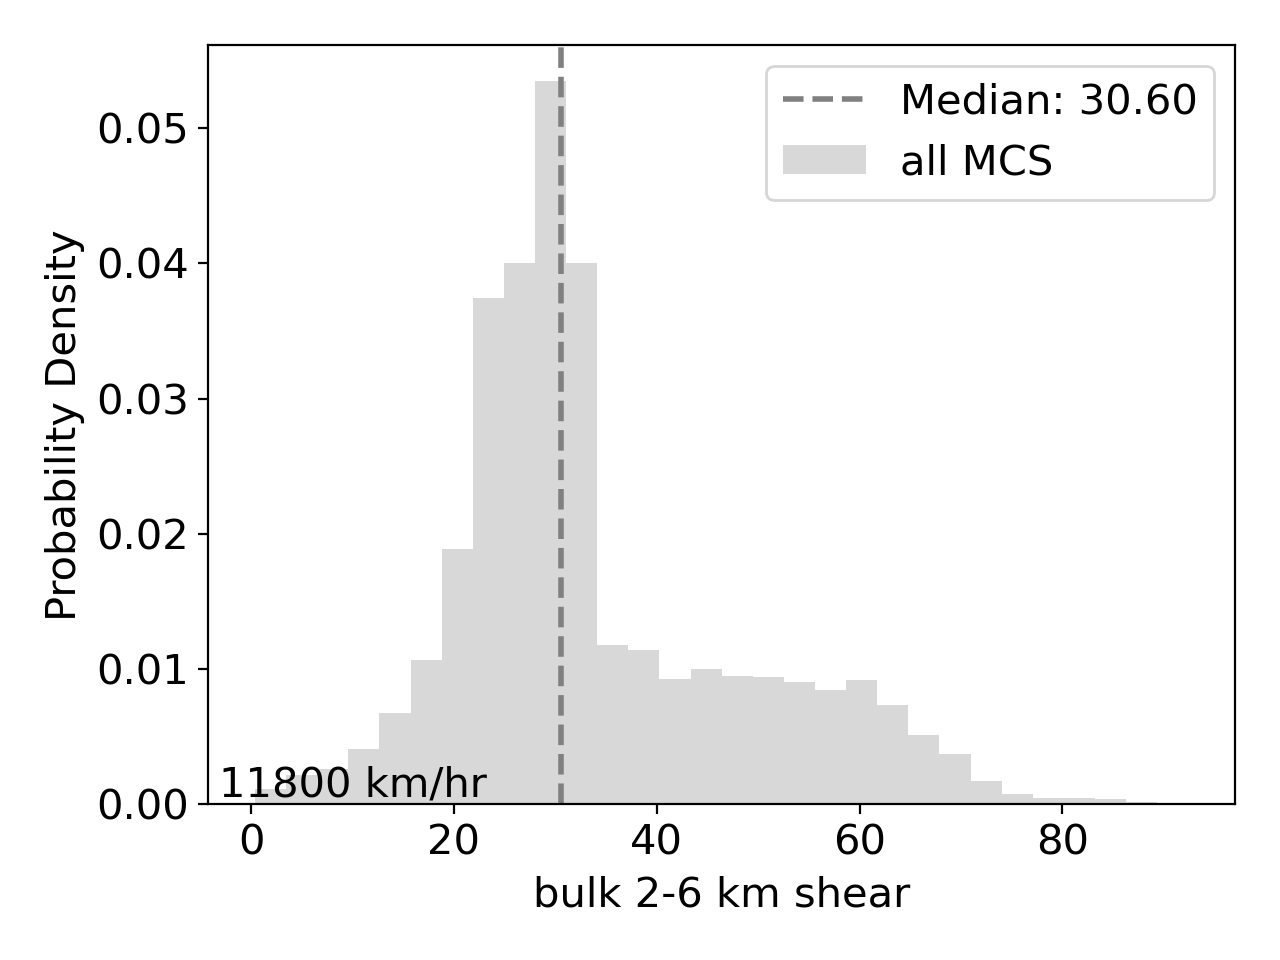 Median: 30.60
all MCS
0.05
0.04
0.03
0.02
0.01
0.00
Probability Density
11800 km/hr
0 20 40 60 80
bulk 2-6 km shear